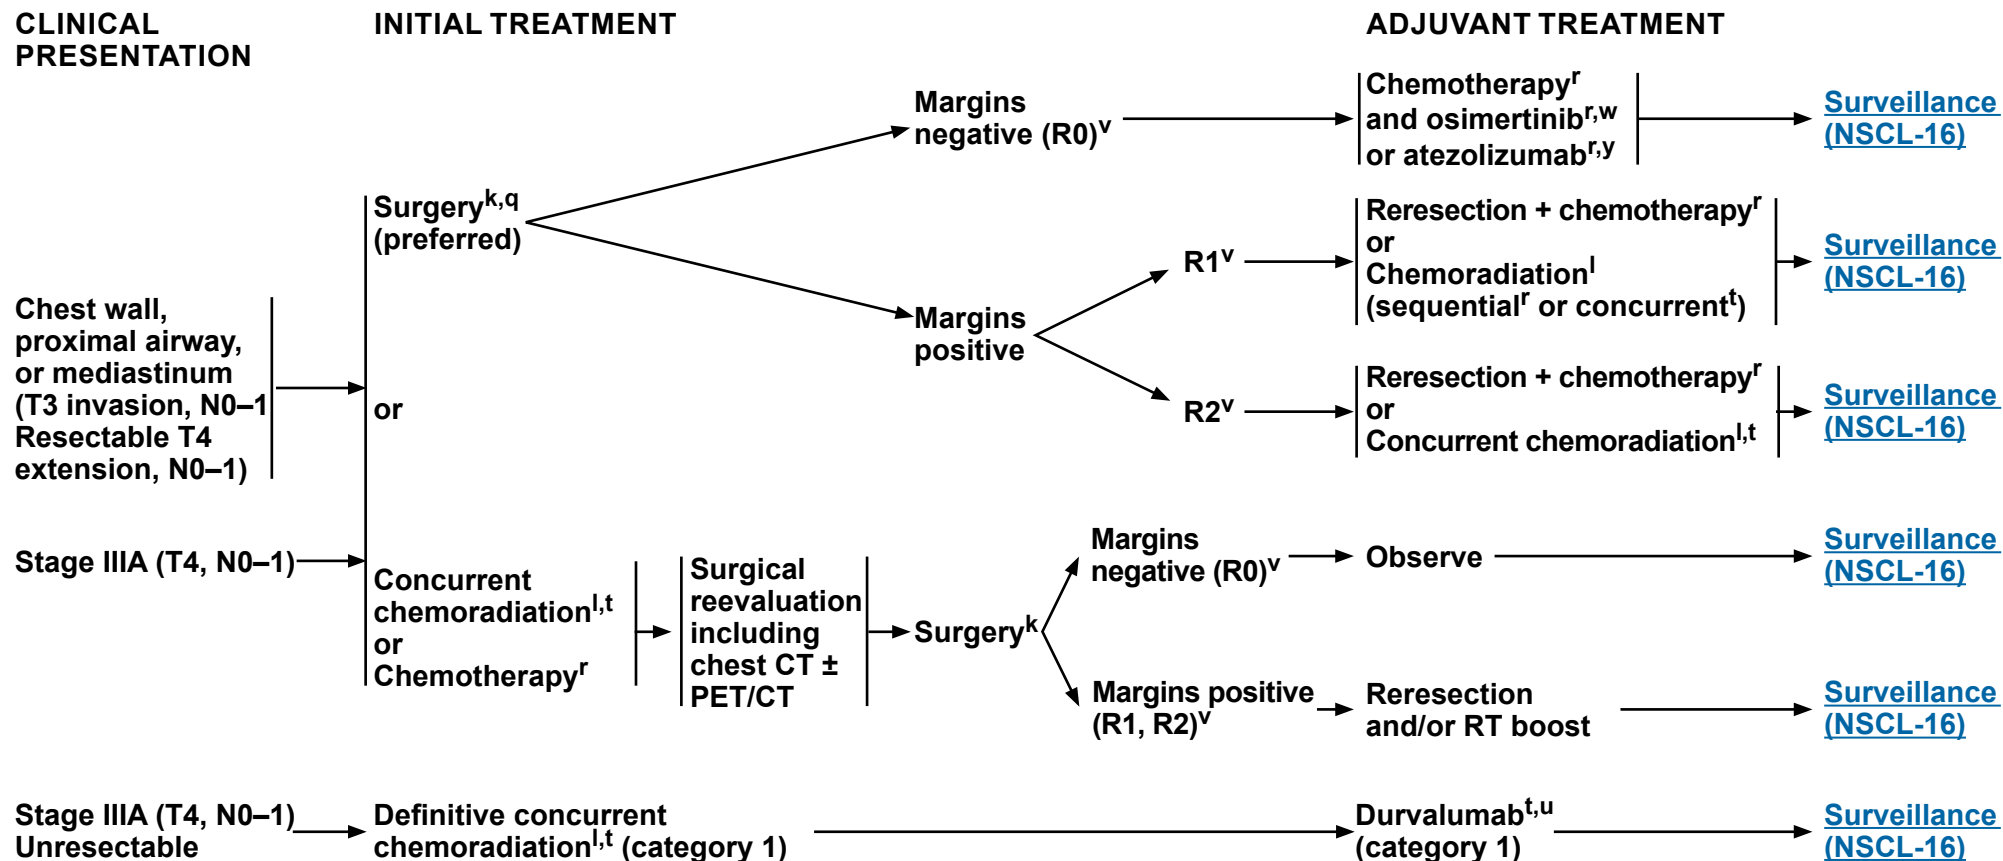 CLINICAL
PRESENTATION
INITIAL TREATMENT
ADJUVANT TREATMENT
Chest wall,
proximal airway,
or mediastinum
(T3 invasion, N0–1
Resectable T4
extension, N0–1)
Stage IIIA (T4, N0–1)
Surgeryk,q
(preferred)
or
Concurrent
chemoradiationl,t
or
Chemotherapyr
Margins
negative (R0)v
Chemotherapyr
and osimertinibr,w
or atezolizumabr,y
Surveillance
(NSCL-16)
Margins
positive
R1v
Reresection + chemotherapyr
or
Chemoradiationl
(sequentialr or concurrentt)
Surveillance
(NSCL-16)
R2v
Reresection + chemotherapyr
or
Concurrent chemoradiationl,t
Surveillance
(NSCL-16)
Surgical
reevaluation
including
chest CT ±
PET/CT
Surgeryk
Margins
negative (R0)v
Observe
Surveillance
(NSCL-16)
Margins positive
(R1, R2)v
Reresection
and/or RT boost
Surveillance
(NSCL-16)
Stage IIIA (T4, N0–1)
Unresectable
Definitive concurrent
chemoradiationl,t (category 1)
Durvalumabt,u
(category 1)
Surveillance
(NSCL-16)